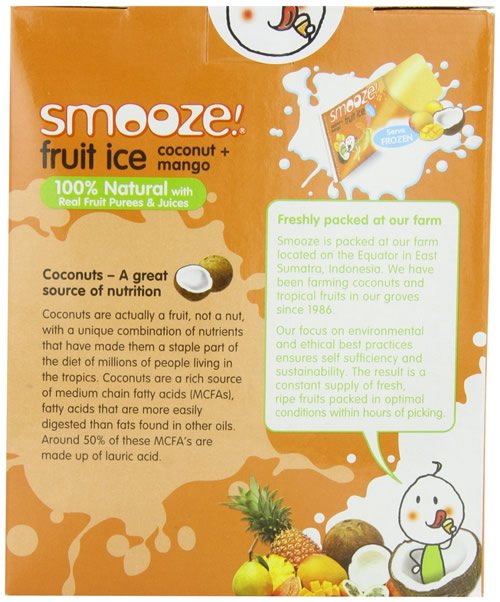 smooze!®
fruit ice coconut +
mango
100% Natural with
Real Fruit Purees & Juices
fruit ice
Serve
FROZEN
Coconuts – A great
source of nutrition
Coconuts are actually a fruit, not a nut,
with a unique combination of nutrients
that have made them a staple part of
the diet of millions of people living in
the tropics. Coconuts are a rich source
of medium chain fatty acids (MCFAs),
fatty acids that are more easily
digested than fats found in other oils.
Around 50% of these MCFA's are
made up of lauric acid.
Freshly packed at our farm
Smooze is packed at our farm
located on the Equator in East
Sumatra, Indonesia. We have
been farming coconuts and
tropical fruits in our groves
since 1986.
Our focus on environmental
and ethical best practices
ensures self sufficiency and
sustainability. The result is a
constant supply of fresh,
ripe fruits packed in optimal
conditions within hours of picking.